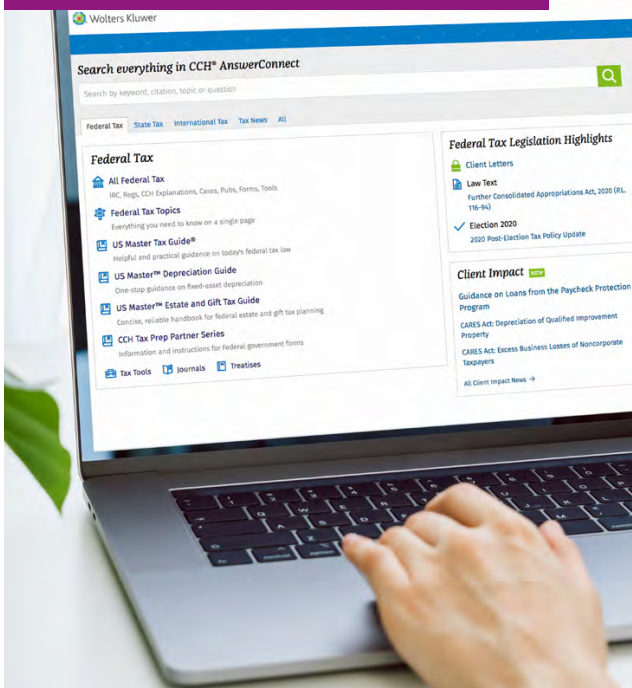 Wolters Kluwer
Search everything in CCH® AnswerConnect
Search by keyword, citation, topic or question
Federal Tax State Tax International Tax Tax News All
Federal Tax
All Federal Tax
IRC, Regs, CCH Explanations, Cases, Pubs, Forms, Tools
Federal Tax Topics
Everything you need to know on a single page
US Master Tax Guide®
Helpful and practical guidance on today's federal tax law
US Master™ Depreciation Guide
One-stop guidance on fixed-asset depreciation
US Master™ Estate and Gift Tax Guide
Concise, reliable handbook for federal estate and gift tax planning
CCH Tax Prep Partner Series
Information and instructions for Federal government forms
Tax Tools Journals Treatises
Federal Tax Legislation Highlights
Client Letters
Law Text
Further Consolidated Appropriations Act, 2020 (P.L.
116-94)
Election 2020
2020 Post-Election Tax Policy Update
Client Impact NEW
Guidance on Loans from the Paycheck Protection
Program
CARES Act: Depreciation of Qualified Improvement
Property
CARES Act: Excess Business Losses of Noncorporate
Taxpayers
All Client Impact News →